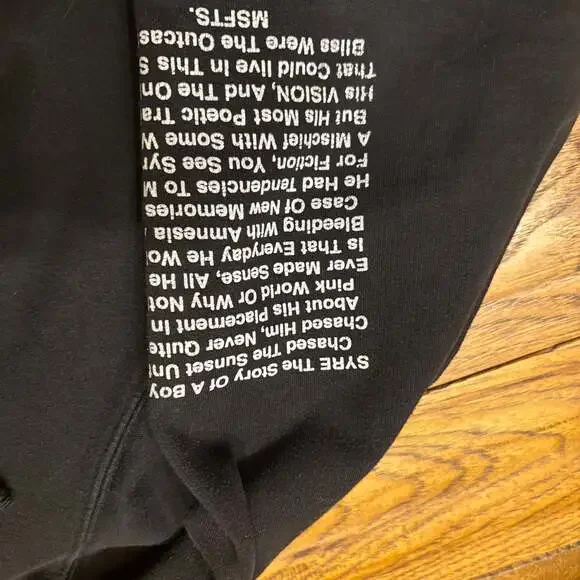 SYRE The Story Of A Boy
Chased The Sunset Unt
Chased Him, Never Quite
About His Placement In
Pink World Or Why Not
Ever Made Sense, All He
Is That Everyday He Wo
Bleeding With Amnesia
Case Of New Memories
He Had Tendencies To M
For Fiction, You See Syr
A Mischief With Some W
But His Most Poetic Tra
His VISION, And The On
That Could live In This S
Bliss Were The Outcas
MSFTS.